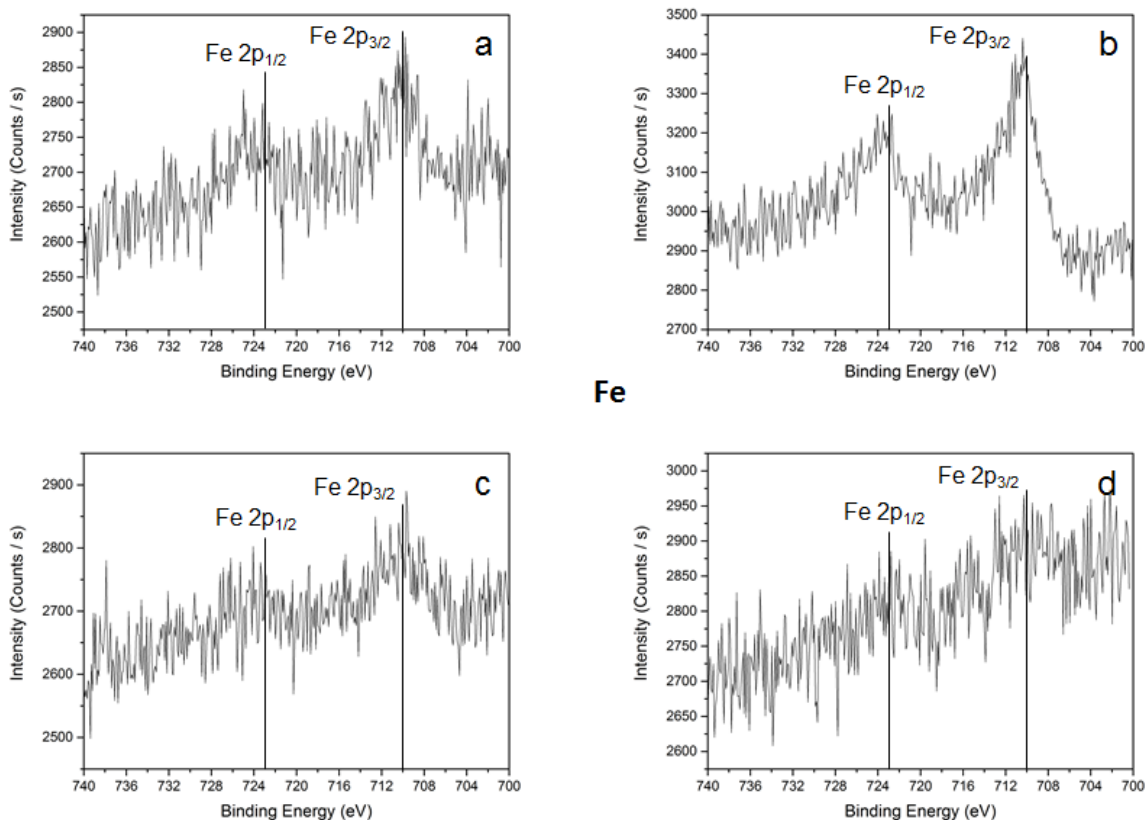 a
Fe 2p3/2
Fe 2p1/2
2900
2850
2800
2750
2700
2650
2600
2550
2500
Intensity (Counts / s)
740 736 732 728 724 720 716 712 708 704 700
Binding Energy (eV)
b
Fe 2p3/2
Fe 2p1/2
3500
3400
3300
3200
3100
3000
2900
2800
2700
Intensity (Counts / s)
740 736 732 728 724 720 716 712 708 704 700
Binding Energy (eV)
Fe
c
Fe 2p3/2
Fe 2p1/2
2900
2800
2700
2600
2500
Intensity (Counts / s)
740 736 732 728 724 720 716 712 708 704 700
Binding Energy (eV)
d
Fe 2p3/2
Fe 2p1/2
3000
2950
2900
2850
2800
2750
2700
2650
2600
Intensity (Counts / s)
740 736 732 728 724 720 716 712 708 704 700
Binding Energy (eV)